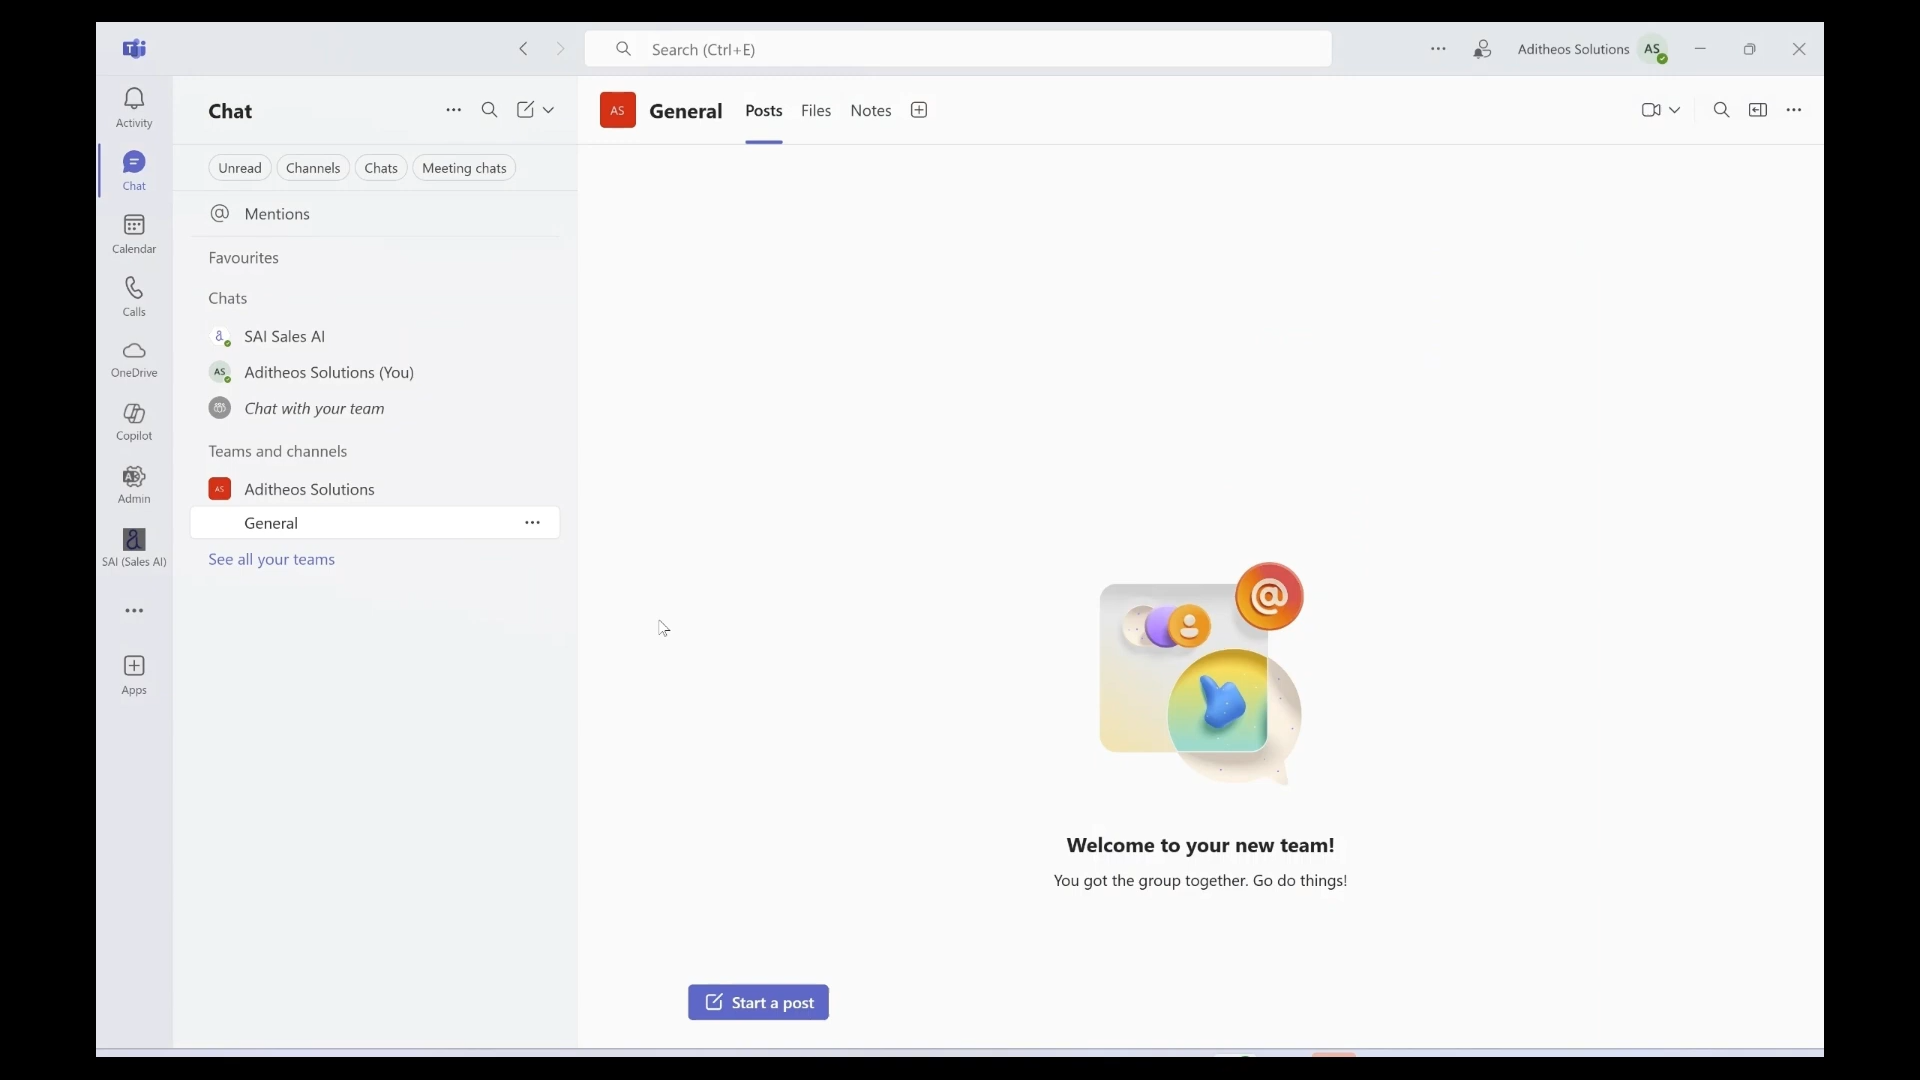 Search (Ctrl+E)
Aditheos Solutions
AS
Activity
Chat
Calendar
Calls
OneDrive
Copilot
Admin
SAI (Sales AI)
Apps
Chat
Unread
Channels
Chats
Meeting chats
Mentions
Favourites
Chats
SAI Sales AI
AS Aditheos Solutions (You)
Chat with your team
Teams and channels
AS Aditheos Solutions
General
See all your teams
AS
General
Posts
Files
Notes
@
Welcome to your new team!
You got the group together. Go do things!
Start a post